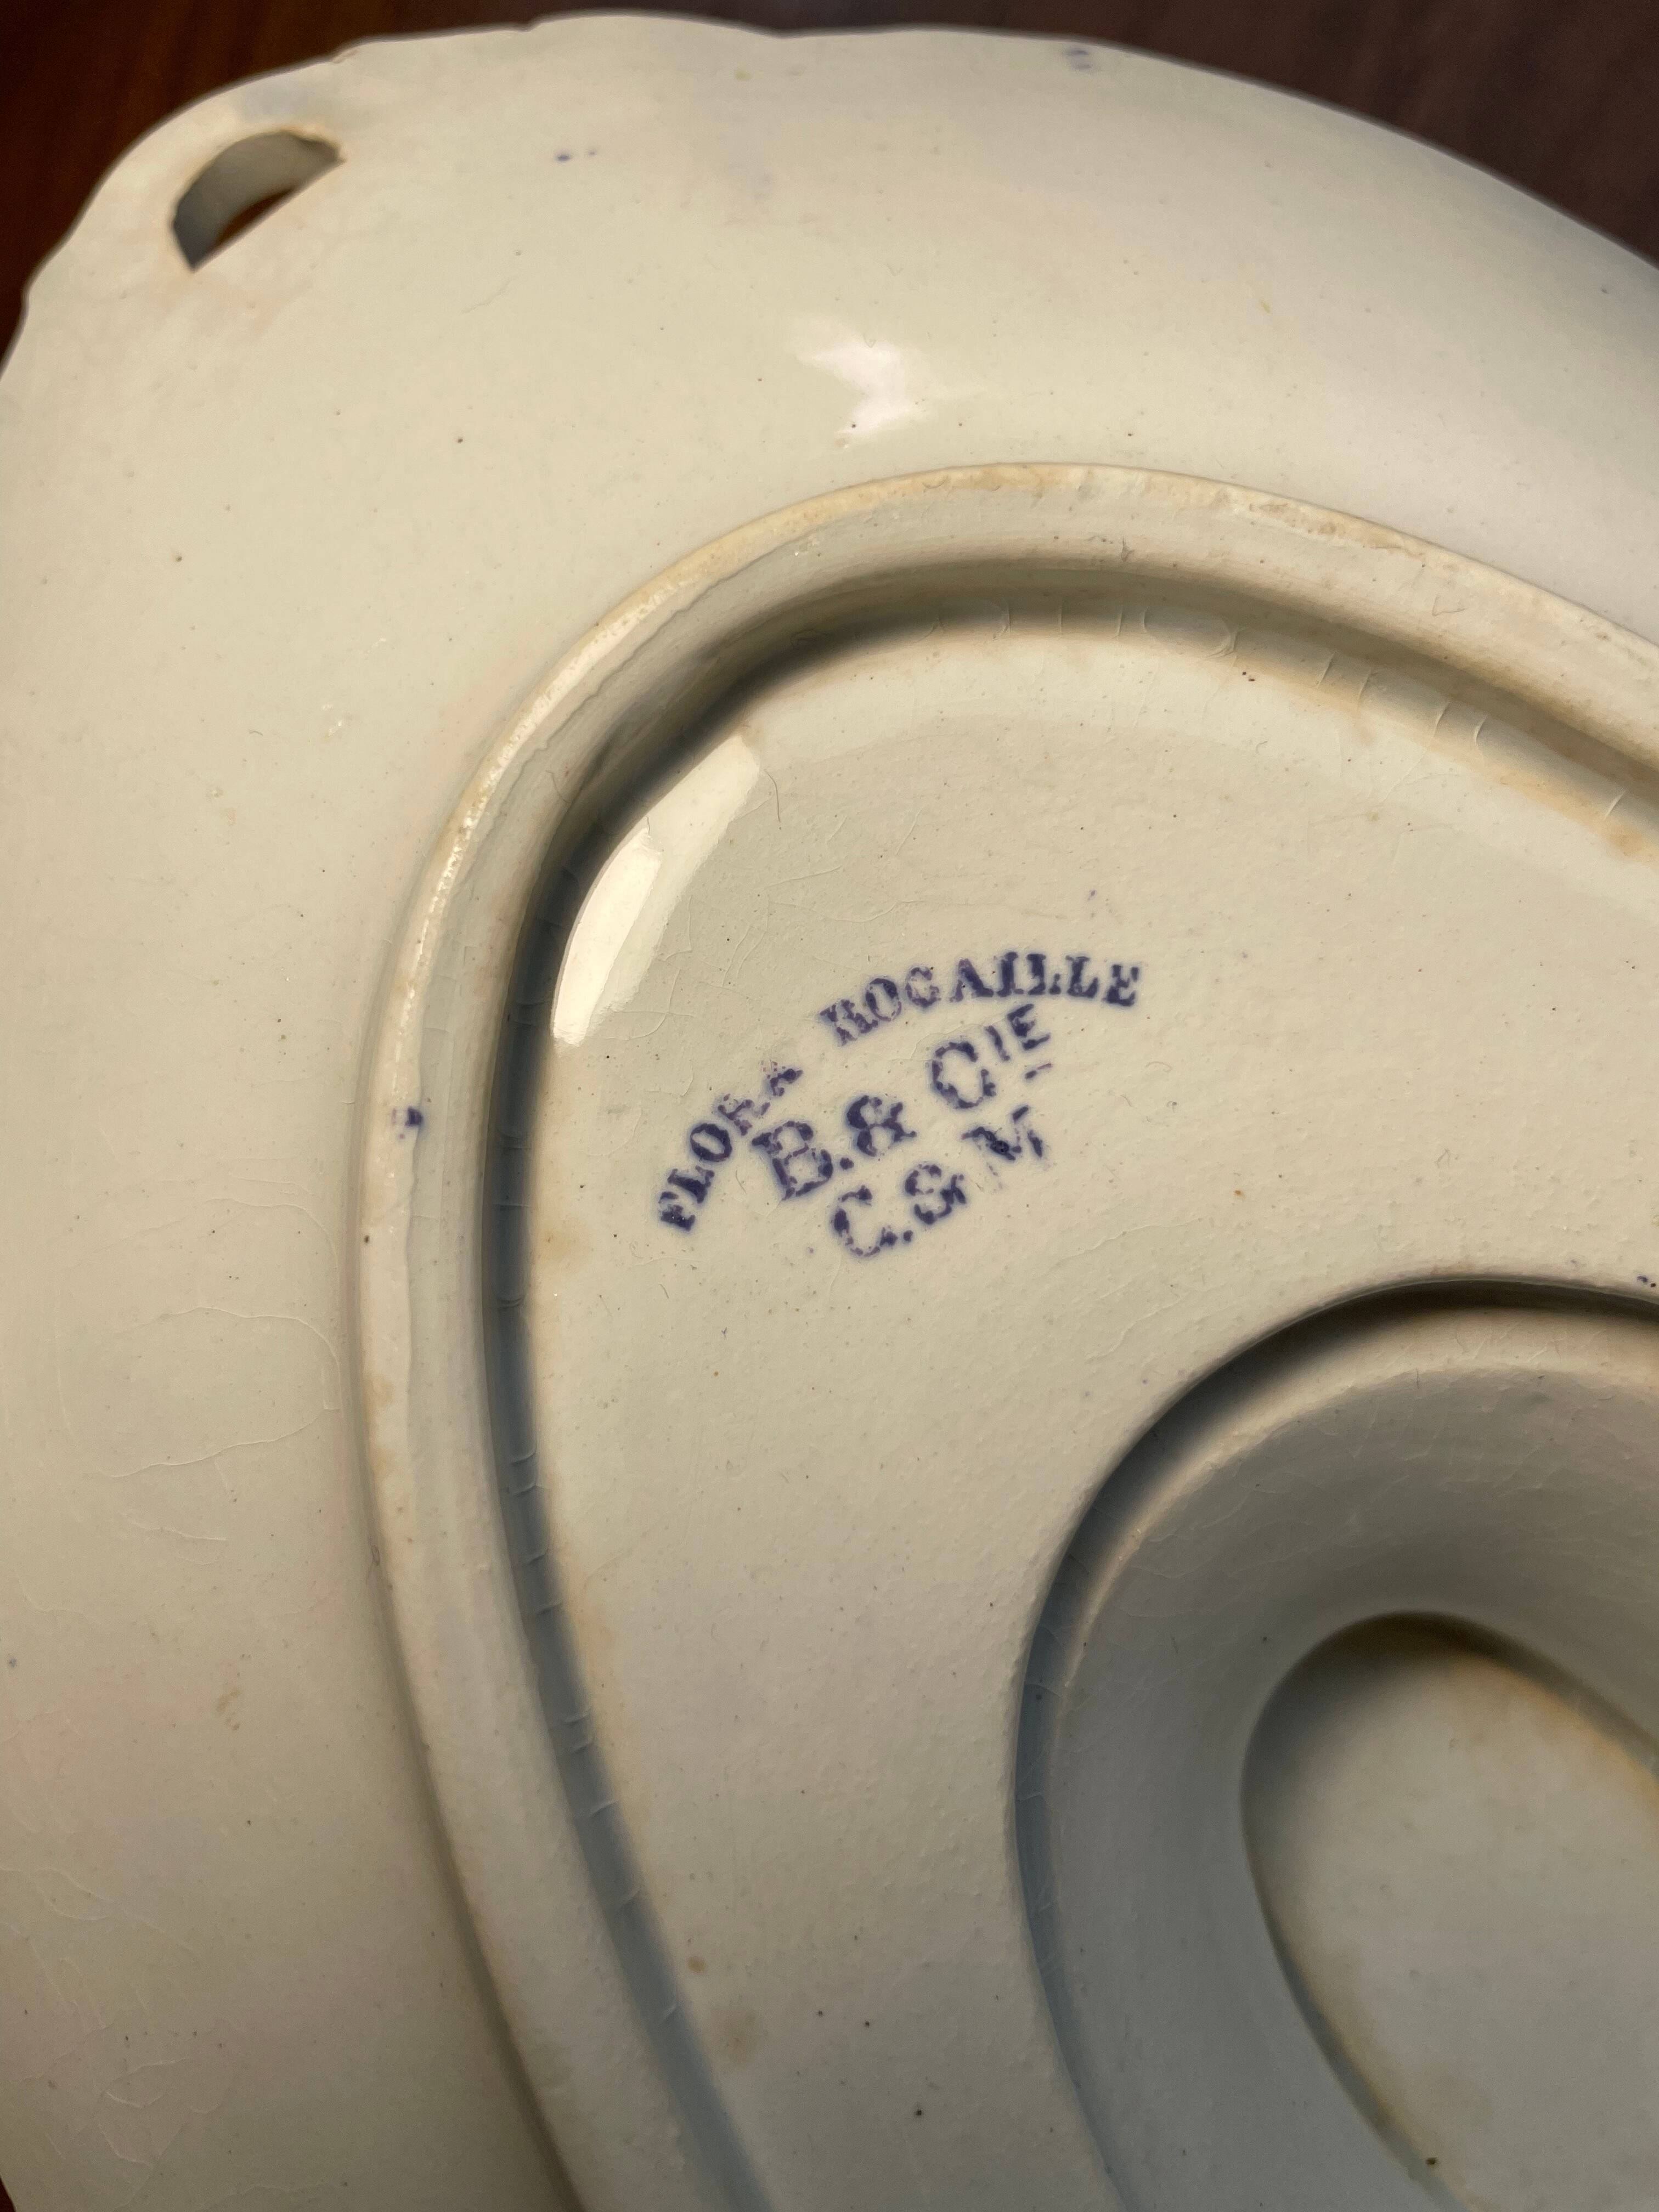 FLORA ROCAILLE
B. & CIE
C. & M